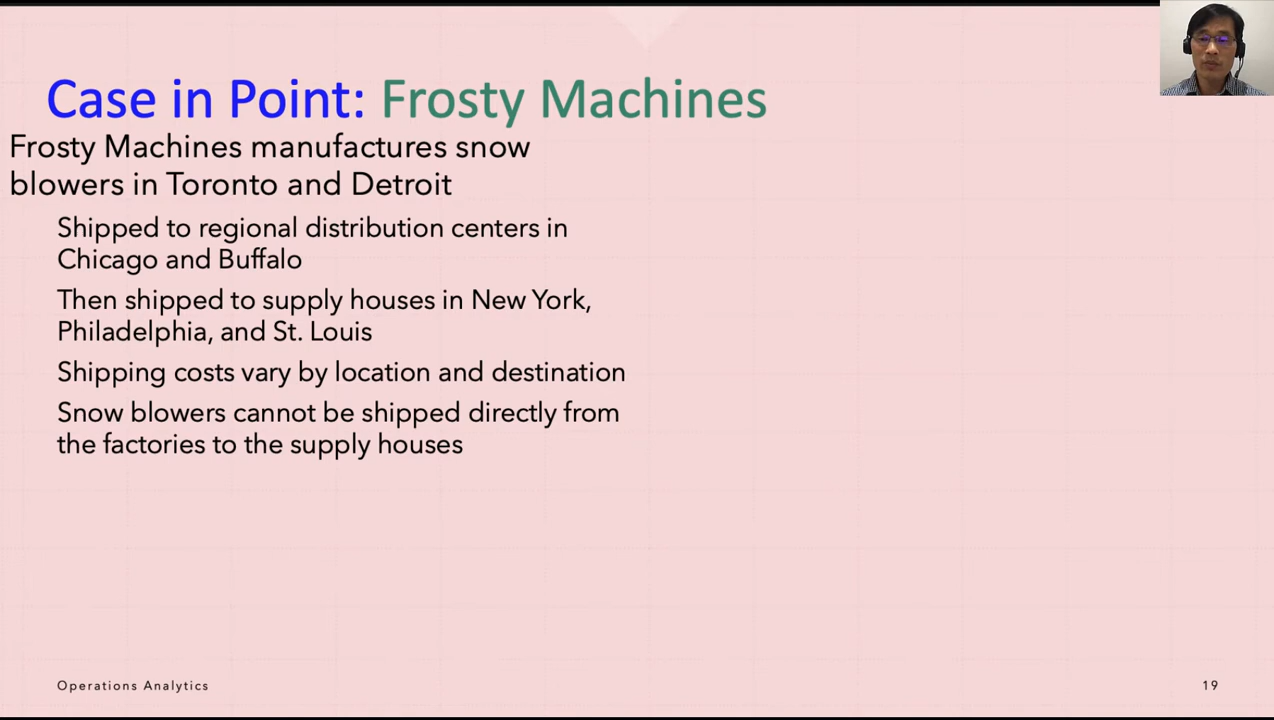 Case in Point: Frosty Machines
Frosty Machines manufactures snow
blowers in Toronto and Detroit
Shipped to regional distribution centers in
Chicago and Buffalo
Then shipped to supply houses in New York,
Philadelphia, and St. Louis
Shipping costs vary by location and destination
Snow blowers cannot be shipped directly from
the factories to the supply houses
Operations Analytics
19